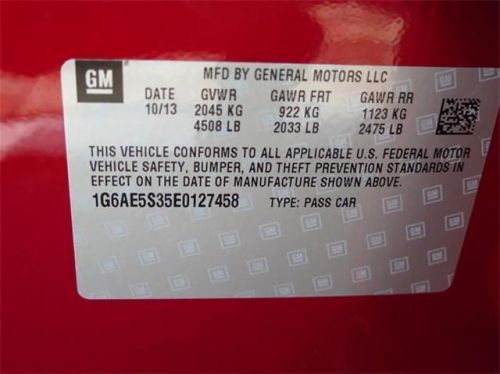 GM MFD BY GENERAL MOTORS LLC
DATE GVWR GAWR FRT GAWR RR
10/13 2045 KG 922 KG 1123 KG
4508 LB 2033 LB 2475 LB
THIS VEHICLE CONFORMS TO ALL APPLICABLE U.S. FEDERAL MOTOR
VEHICLE SAFETY, BUMPER, AND THEFT PREVENTION STANDARDS IN
EFFECT ON THE DATE OF MANUFACTURE SHOWN ABOVE.
1G6AE5S35E0127458 TYPE: PASS CAR